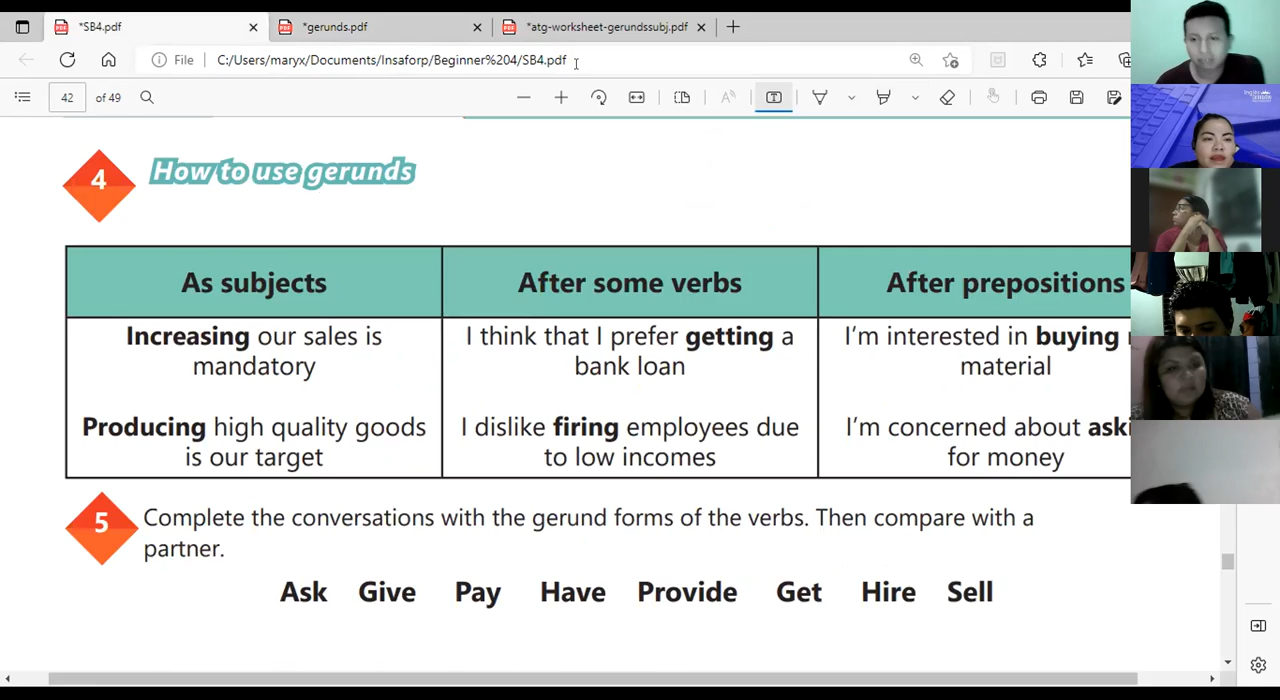 *SB4.pdf
*gerunds.pdf
*atg-worksheet-gerundssubj.pdf
File
C:/Users/maryx/Documents/Insaforp/Beginner%204/SB4.pdf
42 of 49
4 How to use gerunds
As subjects
After some verbs
After prepositions
Increasing our sales is
mandatory
Producing high quality goods
is our target
I think that I prefer getting a
bank loan
I dislike firing employees due
to low incomes
I'm interested in buying
material
I'm concerned about
for money
5 Complete the conversations with the gerund forms of the verbs. Then compare with a
partner.
Ask Give Pay Have Provide Get Hire Sell